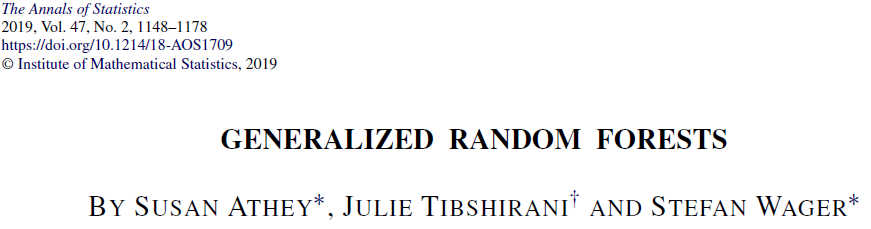 The Annals of Statistics
2019, Vol. 47, No. 2, 1148–1178
https://doi.org/10.1214/18-AOS1709
© Institute of Mathematical Statistics, 2019
GENERALIZED RANDOM FORESTS
BY SUSAN ATHEY*, JULIE TIBSHIRANI† AND STEFAN WAGER*